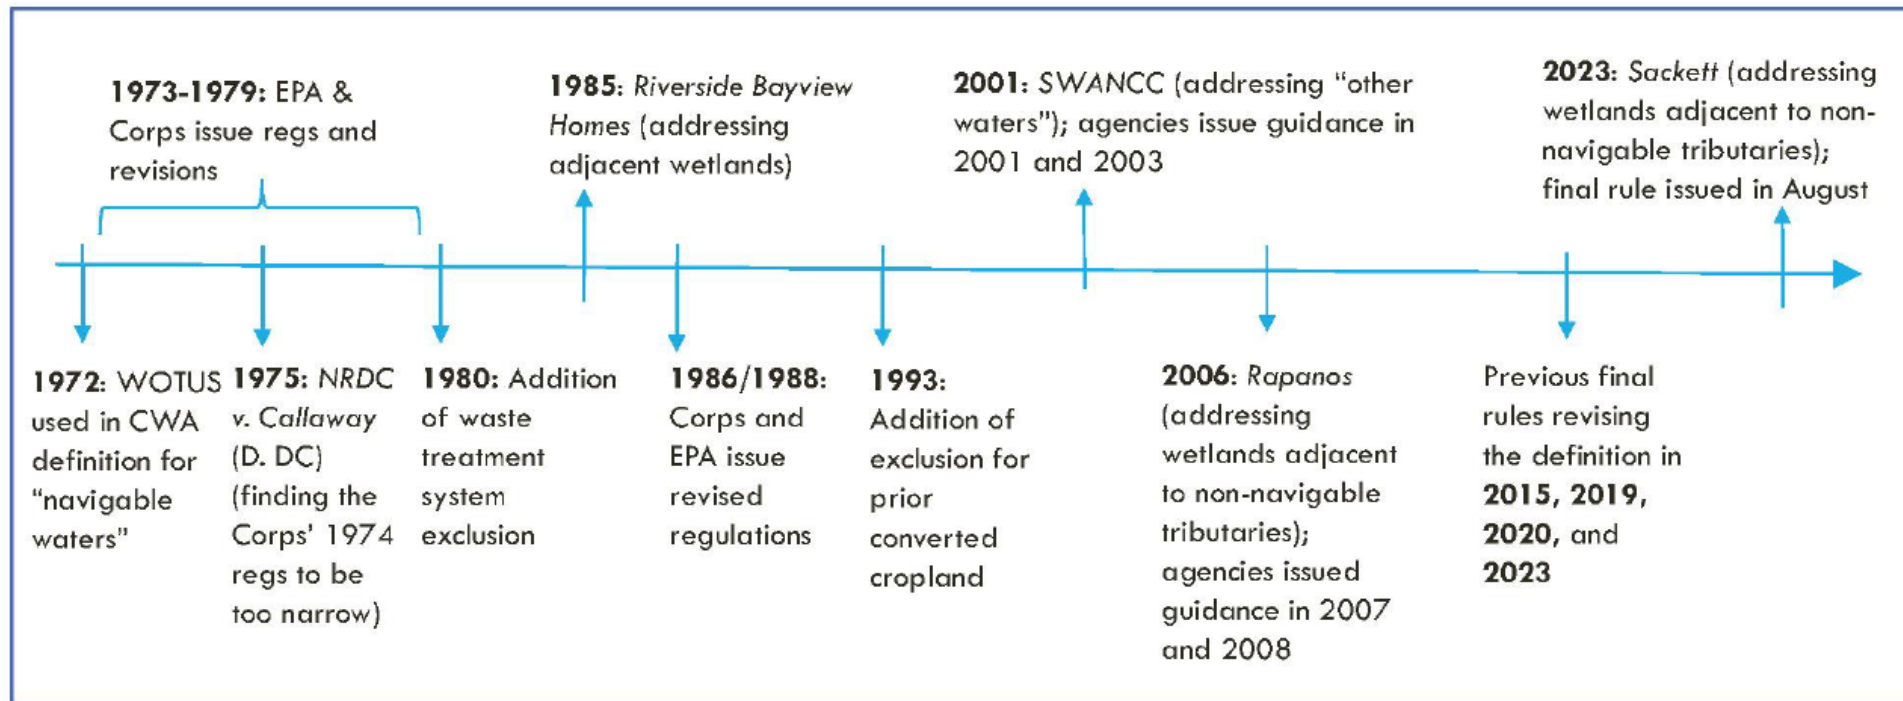 1973-1979: EPA &
Corps issue regs and
revisions
1985: Riverside Bayview
Homes (addressing
adjacent wetlands)
2001: SWANCC (addressing "other
waters"); agencies issue guidance in
2001 and 2003
2023: Sackett (addressing
wetlands adjacent to non-
navigable tributaries);
final rule issued in August
1972: WOTUS
used in CWA
definition for
"navigable
waters"
1975: NRDC
v. Callaway
(D. DC)
(finding the
Corps' 1974
regs to be
too narrow)
1980: Addition
of waste
treatment
system
exclusion
1986/1988:
Corps and
EPA issue
revised
regulations
1993:
Addition of
exclusion for
prior
converted
cropland
2006: Rapanos
(addressing
wetlands adjacent
to non-navigable
tributaries);
agencies issued
guidance in 2007
and 2008
Previous final
rules revising
the definition in
2015, 2019,
2020, and
2023